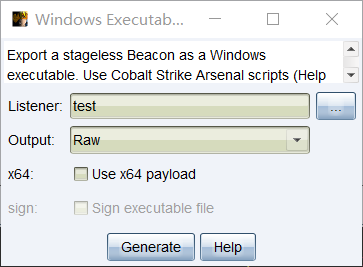 Windows Executab...
Export a stageless Beacon as a Windows
executable. Use Cobalt Strike Arsenal scripts (Help
Listener: test ...
Output: Raw
x64: Use x64 payload
sign: Sign executable file
Generate Help